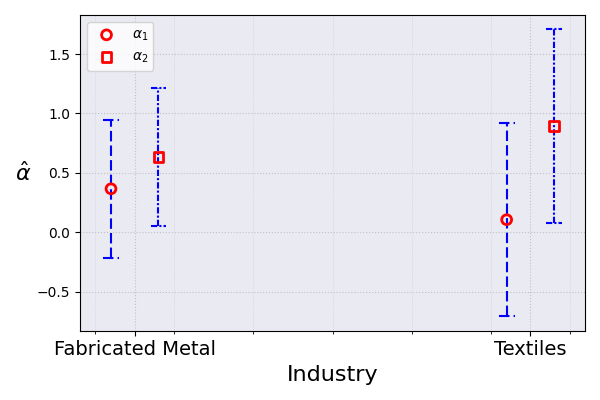 α₁
α₂
1.5
1.0
0.5
0.0
−0.5
α̂
Fabricated Metal
Textiles
Industry